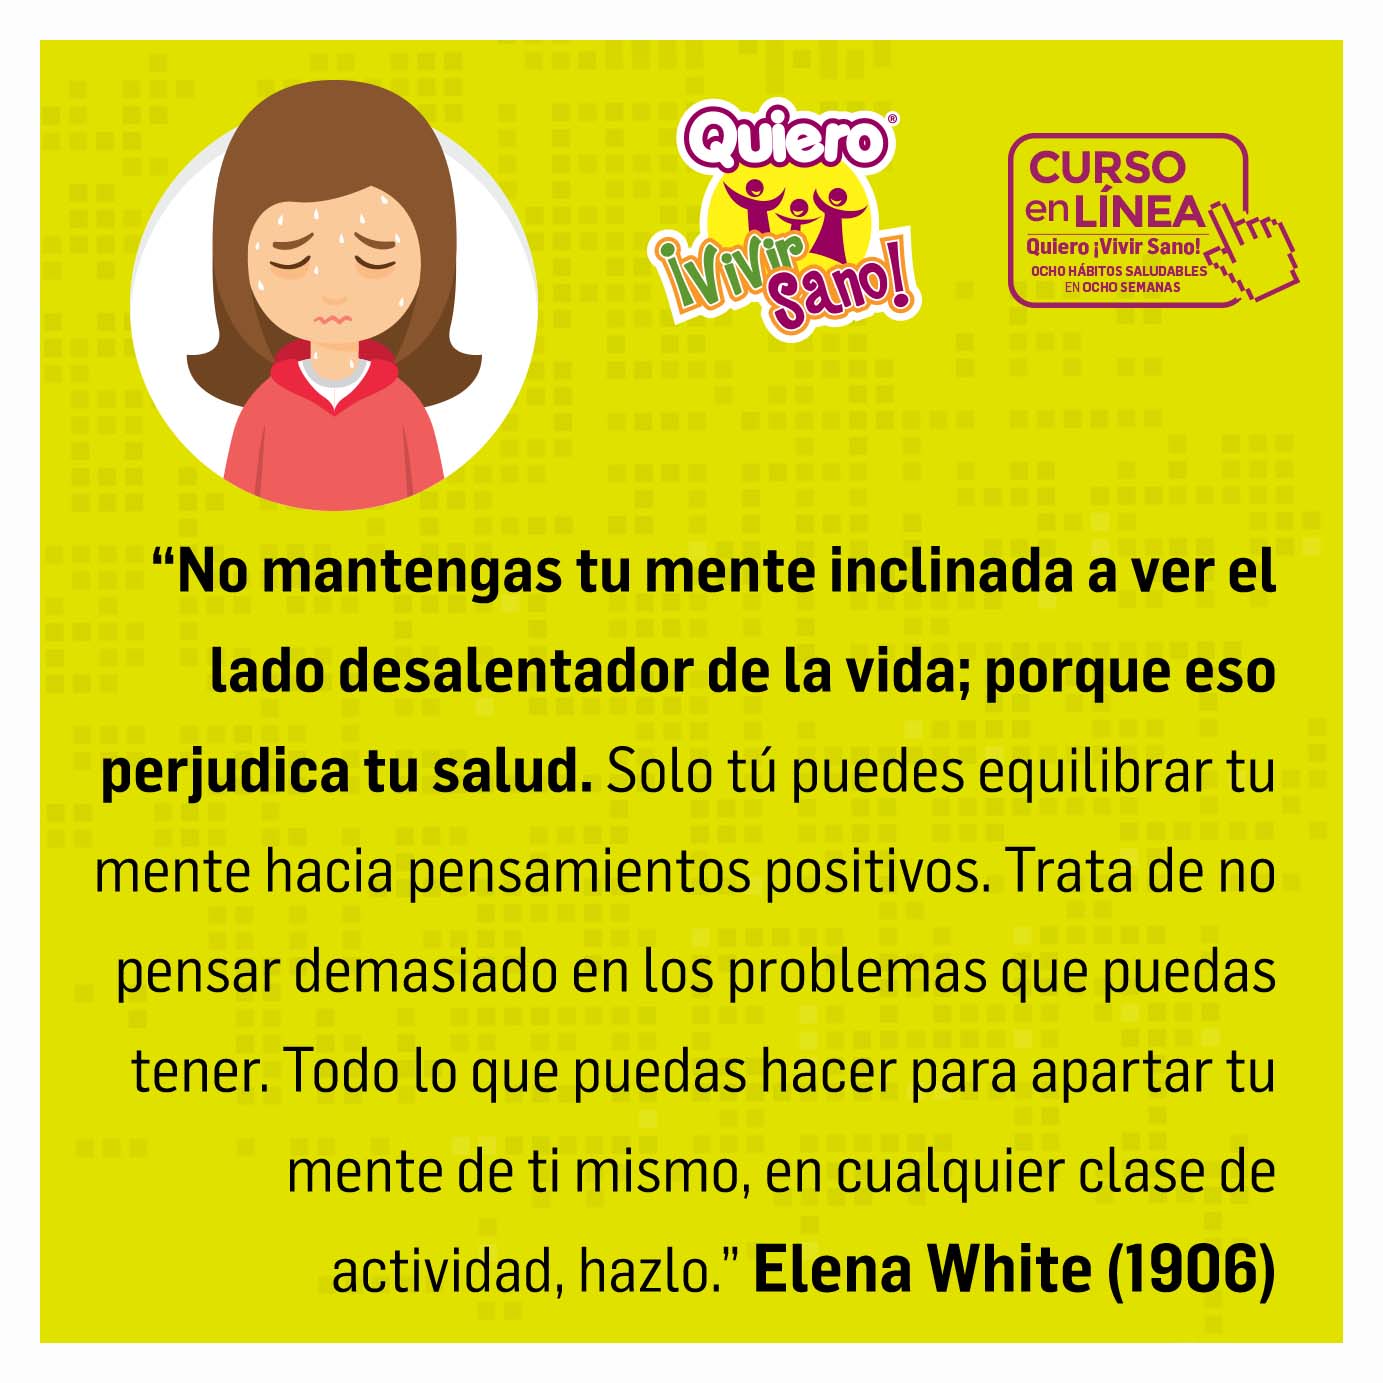 Quiero®
¡Vivir
Sano!
CURSO
en LÍNEA
Quiero ¡Vivir Sano!
OCHO HÁBITOS SALUDABLES
EN OCHO SEMANAS
“No mantengas tu mente inclinada a ver el
lado desalentador de la vida; porque eso
perjudica tu salud. Solo tú puedes equilibrar tu
mente hacia pensamientos positivos. Trata de no
pensar demasiado en los problemas que puedas
tener. Todo lo que puedas hacer para apartar tu
mente de ti mismo, en cualquier clase de
actividad, hazlo.” Elena White (1906)